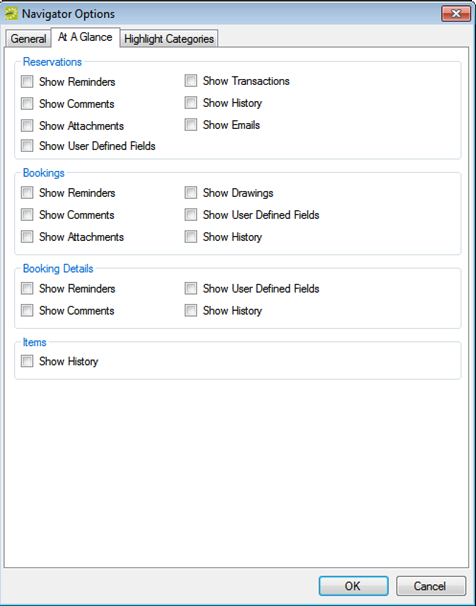 Navigator Options
General At A Glance Highlight Categories
Reservations
Show Reminders Show Transactions
Show Comments Show History
Show Attachments Show Emails
Show User Defined Fields
Bookings
Show Reminders Show Drawings
Show Comments Show User Defined Fields
Show Attachments Show History
Booking Details
Show Reminders Show User Defined Fields
Show Comments Show History
Items
Show History
OK Cancel